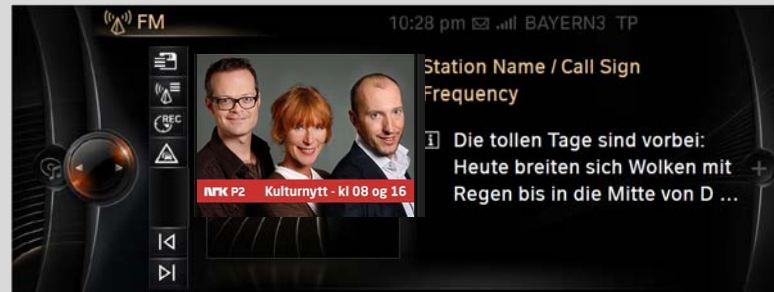 FM
10:28 pm BAYERN3 TP
REC
Station Name / Call Sign
Frequency
i Die tollen Tage sind vorbei:
Heute breiten sich Wolken mit
Regen bis in die Mitte von D ...
NRK P2 Kulturnytt - kl 08 og 16